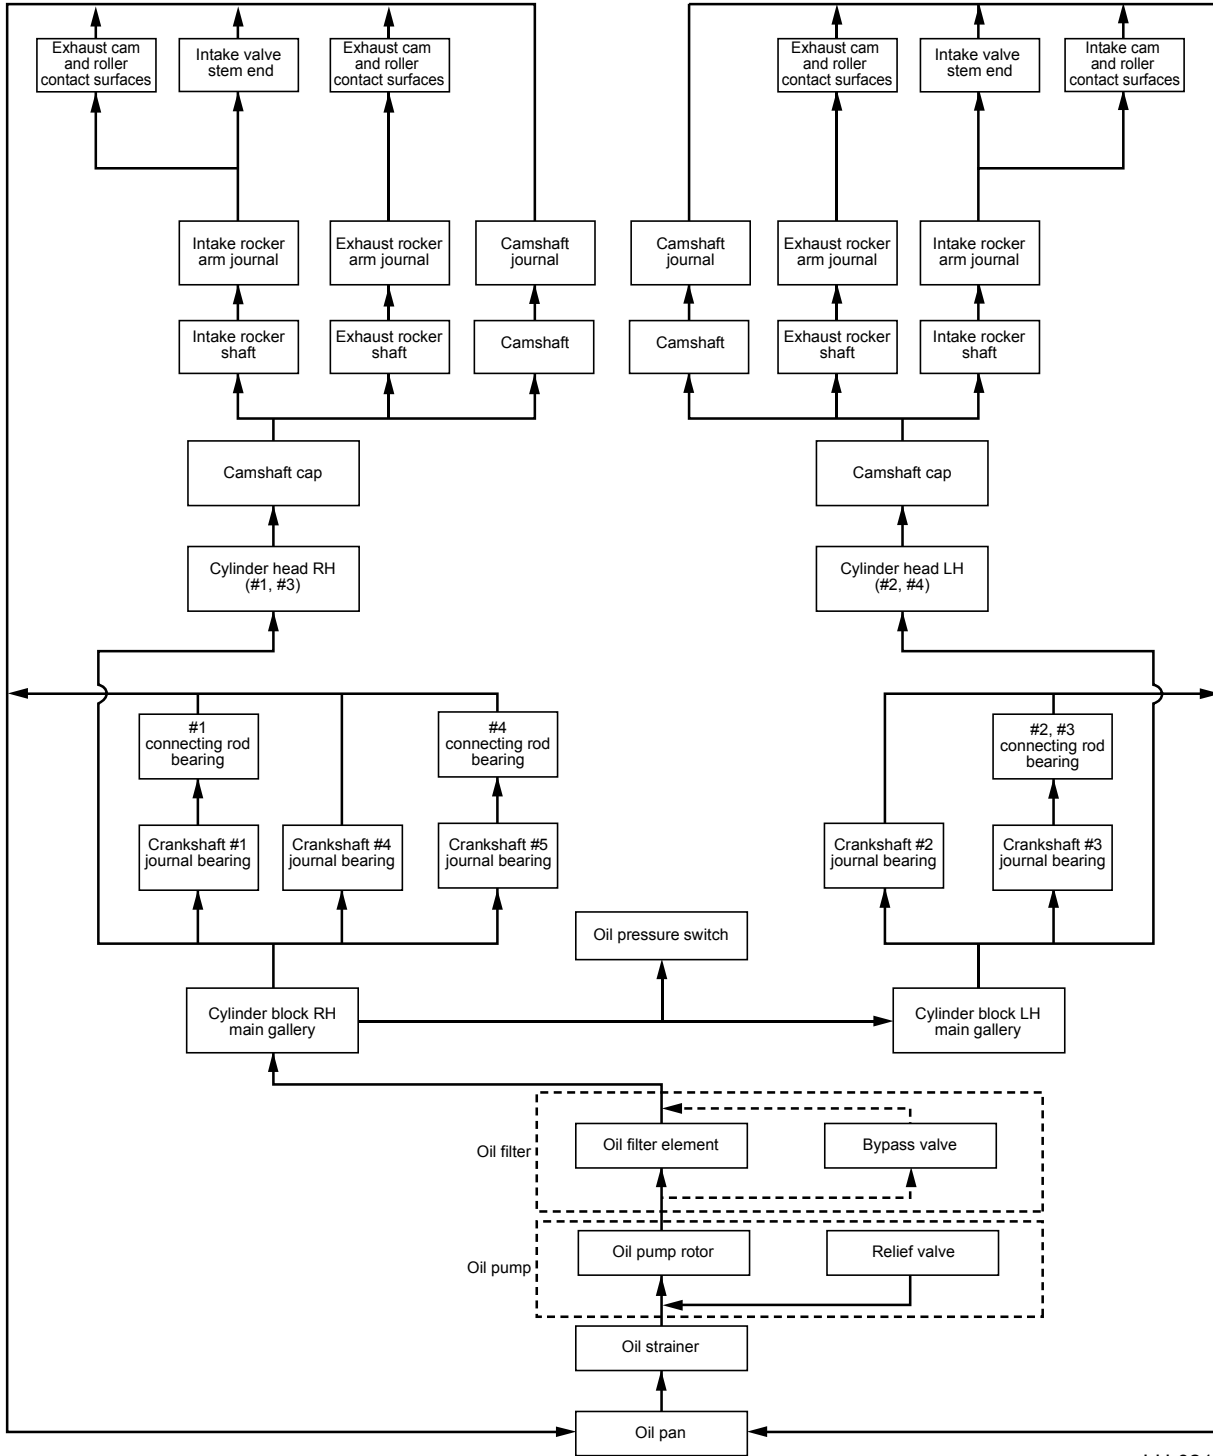 Exhaust cam
and roller
contact surfaces
Intake valve
stem end
Exhaust cam
and roller
contact surfaces
Exhaust cam
and roller
contact surfaces
Intake valve
stem end
Intake cam
and roller
contact surfaces
Intake rocker
arm journal
Exhaust rocker
arm journal
Camshaft
journal
Camshaft
journal
Exhaust rocker
arm journal
Intake rocker
arm journal
Intake rocker
shaft
Exhaust rocker
shaft
Camshaft
Camshaft
Exhaust rocker
shaft
Intake rocker
shaft
Camshaft cap
Camshaft cap
Cylinder head RH
(#1, #3)
Cylinder head LH
(#2, #4)
#1
connecting rod
bearing
#4
connecting rod
bearing
#2, #3
connecting rod
bearing
Crankshaft #1
journal bearing
Crankshaft #4
journal bearing
Crankshaft #5
journal bearing
Crankshaft #2
journal bearing
Crankshaft #3
journal bearing
Oil pressure switch
Cylinder block RH
main gallery
Cylinder block LH
main gallery
Oil filter
Oil filter element
Bypass valve
Oil pump
Oil pump rotor
Relief valve
Oil strainer
Oil pan